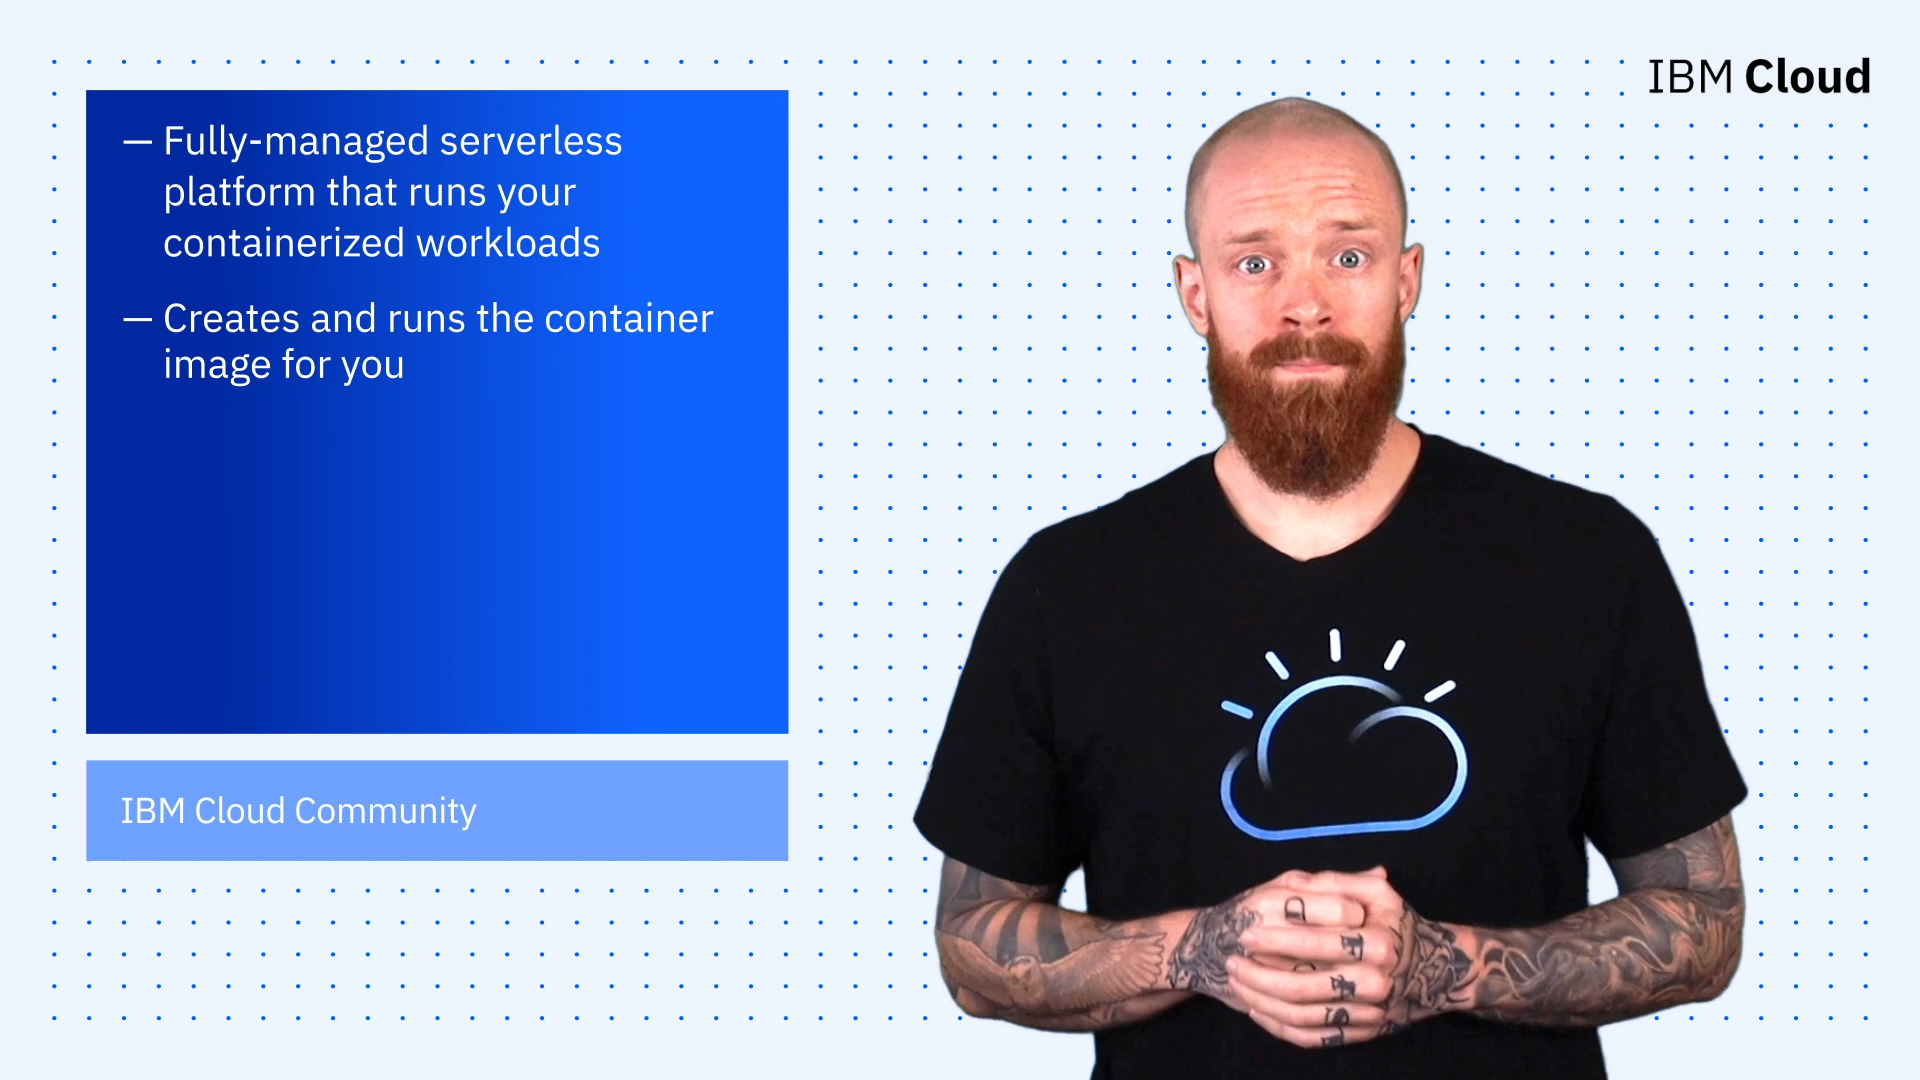 IBM Cloud
— Fully-managed serverless
platform that runs your
containerized workloads
— Creates and runs the container
image for you
IBM Cloud Community